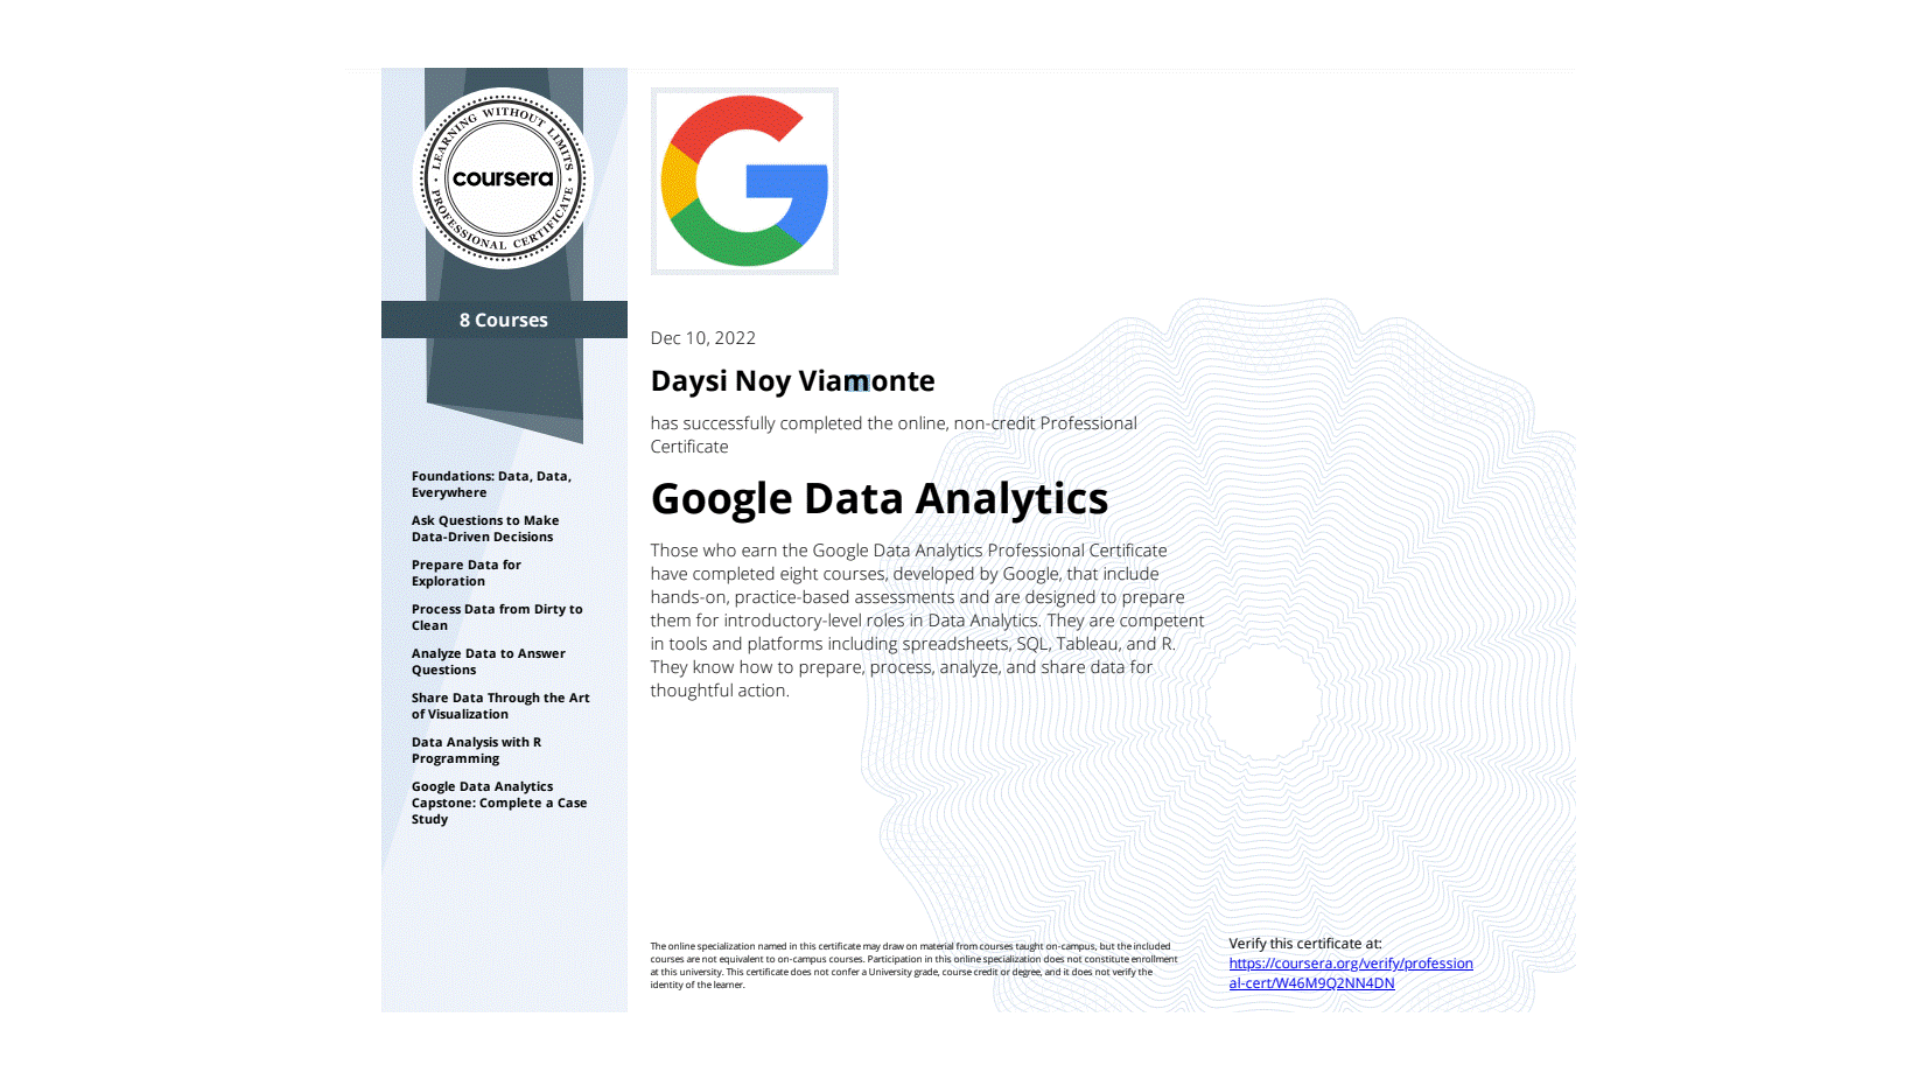 LEARNING WITHOUT LIMITS
coursera
PROFESSIONAL CERTIFICATE
8 Courses
Foundations: Data, Data,
Everywhere
Ask Questions to Make
Data-Driven Decisions
Prepare Data for
Exploration
Process Data from Dirty to
Clean
Analyze Data to Answer
Questions
Share Data Through the Art
of Visualization
Data Analysis with R
Programming
Google Data Analytics
Capstone: Complete a Case
Study
Dec 10, 2022
Daysi Noy Viamonte
has successfully completed the online, non-credit Professional
Certificate
Google Data Analytics
Those who earn the Google Data Analytics Professional Certificate
have completed eight courses, developed by Google, that include
hands-on, practice-based assessments and are designed to prepare
them for introductory-level roles in Data Analytics. They are competent
in tools and platforms including spreadsheets, SQL, Tableau, and R.
They know how to prepare, process, analyze, and share data for
thoughtful action.
The online specialization named in this certificate may draw on material from courses taught on-campus, but the included
courses are not equivalent to on-campus courses. Participation in this online specialization does not constitute enrollment
at this university. This certificate does not confer a University grade, course credit or degree, and it does not verify the
identity of the learner.
Verify this certificate at:
https://coursera.org/verify/profession
al-cert/W46M9Q2NN4DN